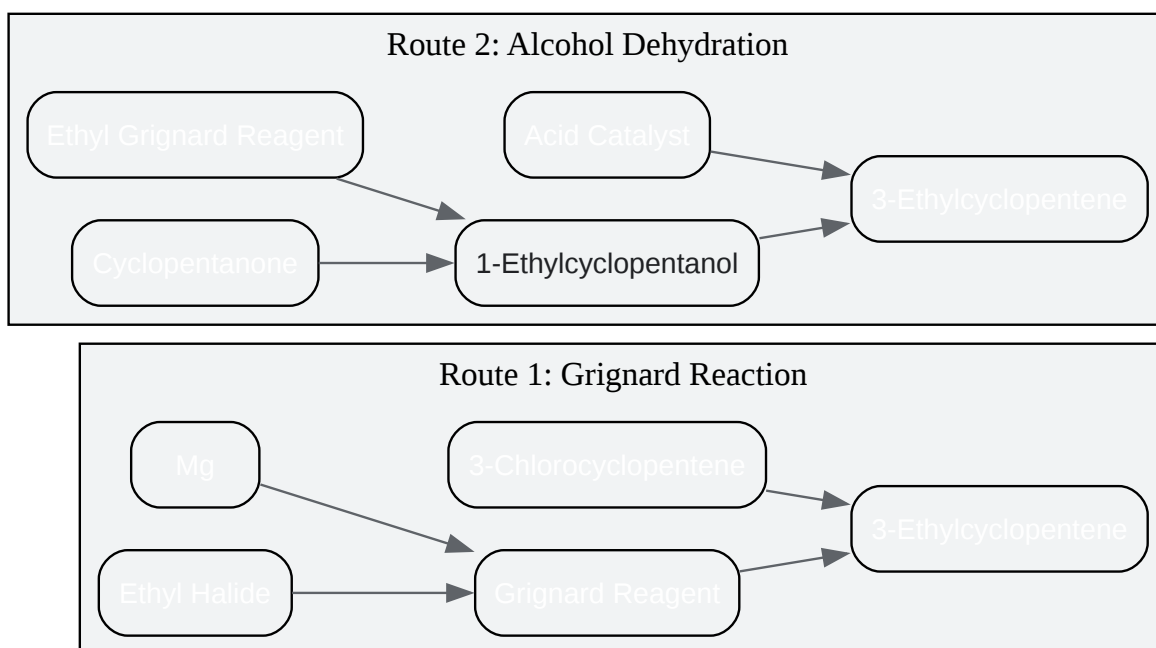 Route 2: Alcohol Dehydration
Ethyl Grignard Reagent
Acid Catalyst
3-Ethylcyclopentene
Cyclopentanone
1-Ethylcyclopentanol
Route 1: Grignard Reaction
Mg
3-Chlorocyclopentene
3-Ethylcyclopentene
Ethyl Halide
Grignard Reagent